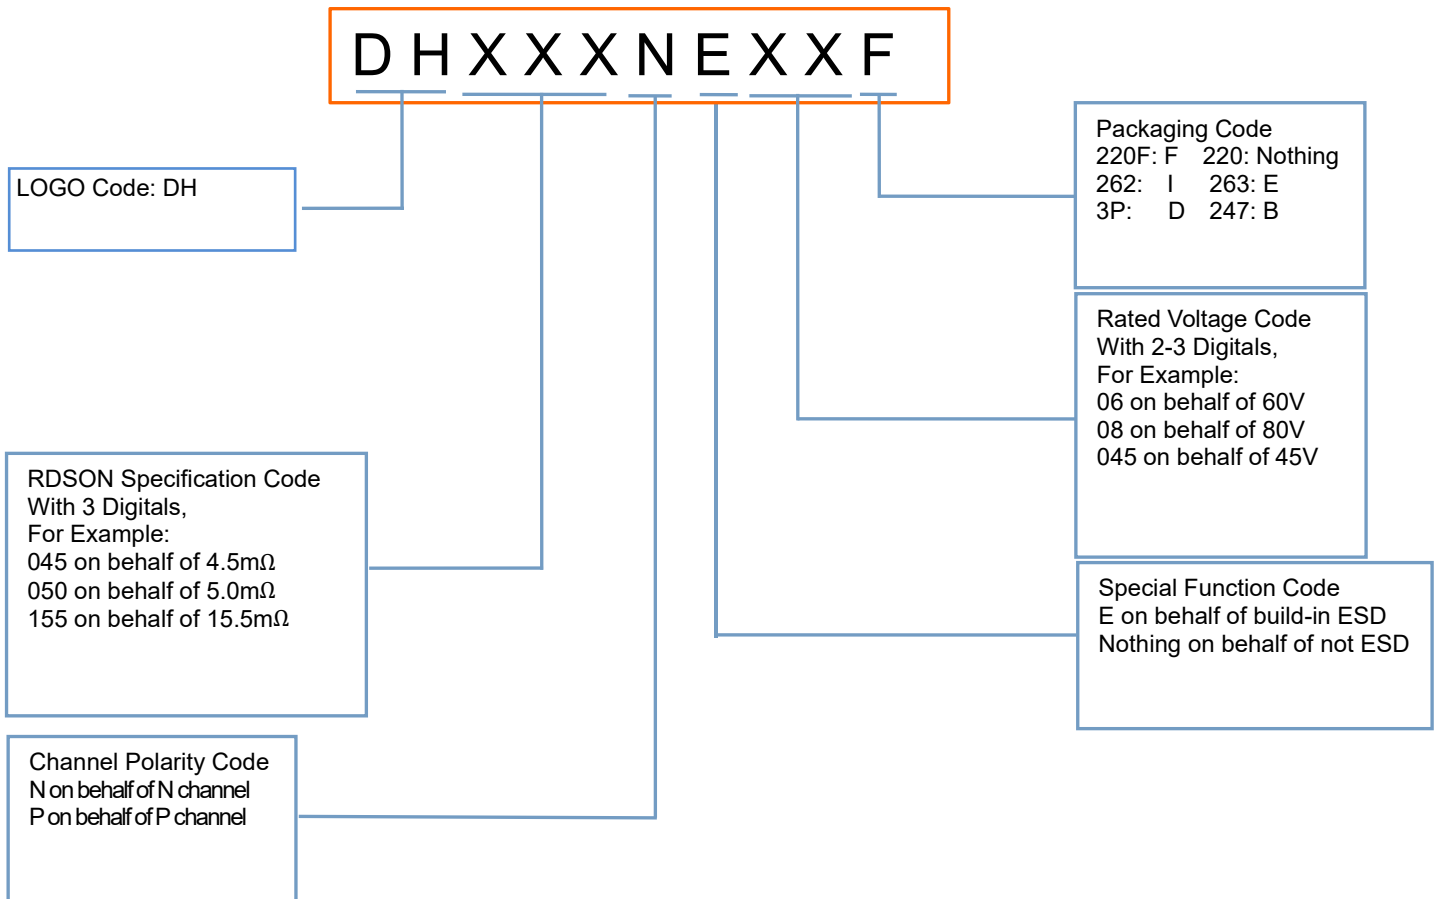 D H X X X N E X X F
LOGO Code: DH
Packaging Code
220F: F 220: Nothing
262: I 263: E
3P: D 247: B
Rated Voltage Code
With 2-3 Digitals,
For Example:
06 on behalf of 60V
08 on behalf of 80V
045 on behalf of 45V
RDSON Specification Code
With 3 Digitals,
For Example:
045 on behalf of 4.5mΩ
050 on behalf of 5.0mΩ
155 on behalf of 15.5mΩ
Special Function Code
E on behalf of build-in ESD
Nothing on behalf of not ESD
Channel Polarity Code
N on behalf of N channel
P on behalf of P channel